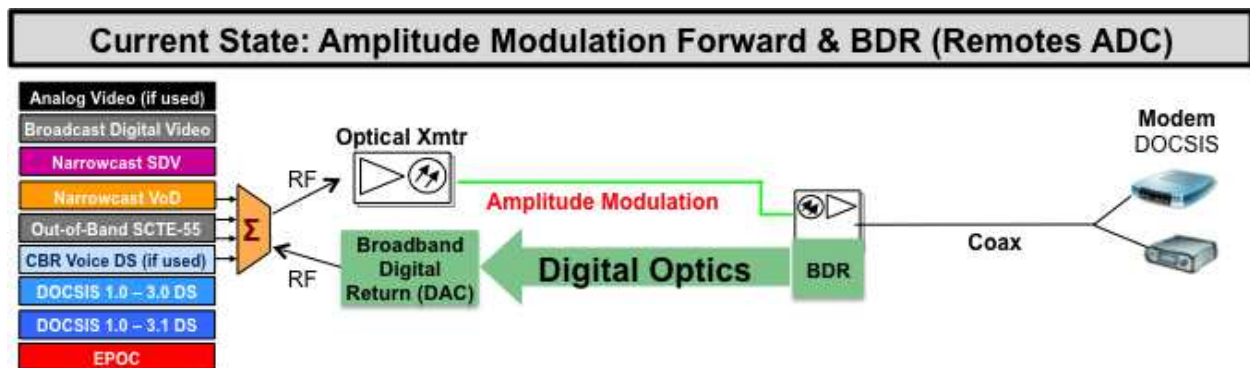 Current State: Amplitude Modulation Forward & BDR (Remotes ADC)
Analog Video (if used)
Broadcast Digital Video
Narrowcast SDV
Narrowcast VoD
Out-of-Band SCTE-55
CBR Voice DS (if used)
DOCSIS 1.0 – 3.0 DS
DOCSIS 1.0 – 3.1 DS
EPOC
Σ
RF
RF
Optical Xmtr
Amplitude Modulation
Broadband
Digital
Return (DAC)
Digital Optics
BDR
Coax
Modem
DOCSIS